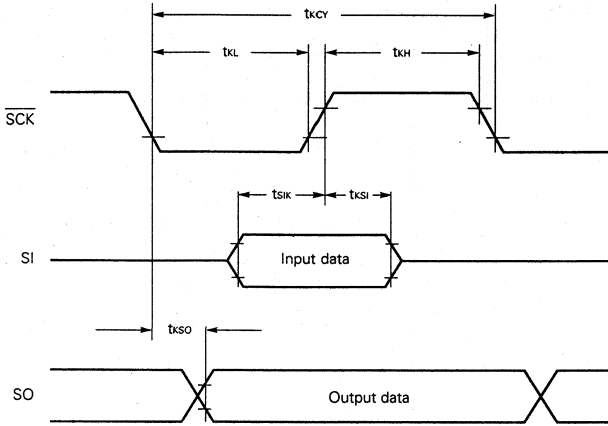 tKCY
tKL
tKH
SCK
tSIK
tKSI
SI
Input data
tKSO
SO
Output data